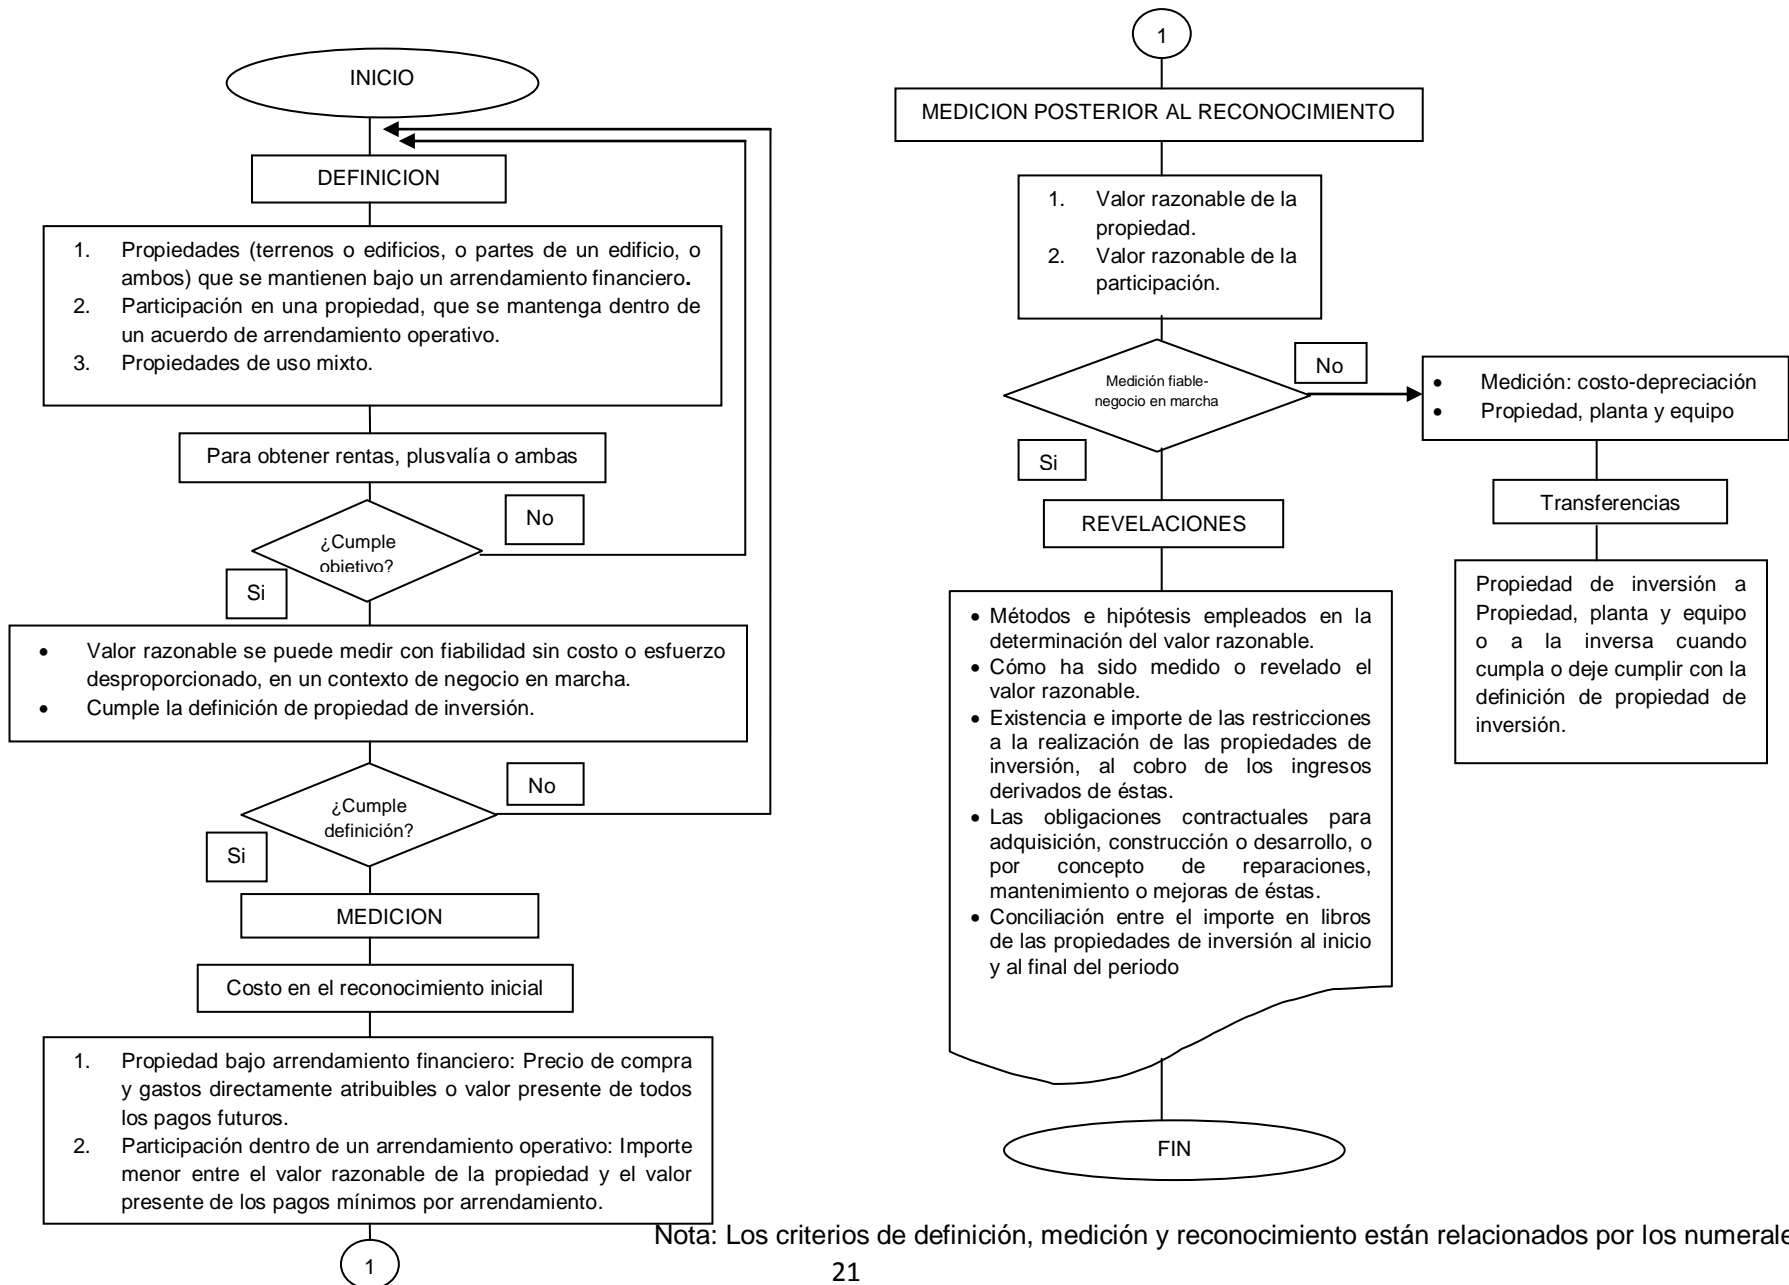 INICIO
DEFINICION
1. Propiedades (terrenos o edificios, o partes de un edificio, o
ambos) que se mantienen bajo un arrendamiento financiero.
2. Participación en una propiedad, que se mantenga dentro de
un acuerdo de arrendamiento operativo.
3. Propiedades de uso mixto.
Para obtener rentas, plusvalía o ambas
No
¿Cumple
objetivo?
Si
• Valor razonable se puede medir con fiabilidad sin costo o esfuerzo
desproporcionado, en un contexto de negocio en marcha.
• Cumple la definición de propiedad de inversión.
No
¿Cumple
definición?
Si
MEDICION
Costo en el reconocimiento inicial
1. Propiedad bajo arrendamiento financiero: Precio de compra
y gastos directamente atribuibles o valor presente de todos
los pagos futuros.
2. Participación dentro de un arrendamiento operativo: Importe
menor entre el valor razonable de la propiedad y el valor
presente de los pagos mínimos por arrendamiento.
1
1
MEDICION POSTERIOR AL RECONOCIMIENTO
1. Valor razonable de la
propiedad.
2. Valor razonable de la
participación.
No
Medición fiable-
negocio en marcha
Si
• Medición: costo-depreciación
• Propiedad, planta y equipo
Transferencias
Propiedad de inversión a
Propiedad, planta y equipo
o a la inversa cuando
cumpla o deje cumplir con la
definición de propiedad de
inversión.
REVELACIONES
• Métodos e hipótesis empleados en la
determinación del valor razonable.
• Cómo ha sido medido o revelado el
valor razonable.
• Existencia e importe de las restricciones
a la realización de las propiedades de
inversión, al cobro de los ingresos
derivados de éstas.
• Las obligaciones contractuales para
adquisición, construcción o desarrollo, o
por concepto de reparaciones,
mantenimiento o mejoras de éstas.
• Conciliación entre el importe en libros
de las propiedades de inversión al inicio
y al final del periodo
FIN
Nota: Los criterios de definición, medición y reconocimiento están relacionados por los numerale
21